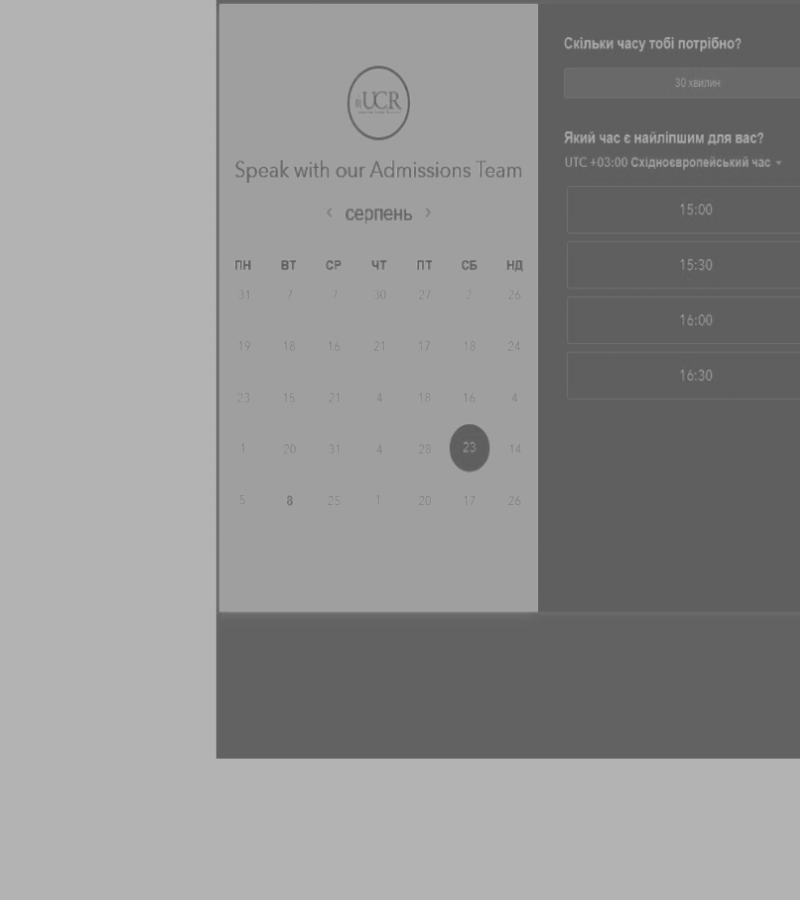 UCR
Speak with our Admissions Team
‹ серпень ›
ПН ВТ СР ЧТ ПТ СБ НД
31 7 7 30 27 2 26
19 18 16 21 17 18 24
23 15 21 4 18 16 4
1 20 31 4 28 23 14
5 8 25 1 20 17 26
Скільки часу тобі потрібно?
30 хвилин
Який час є найліпшим для вас?
UTC +03:00 Східноєвропейський час
15:00
15:30
16:00
16:30